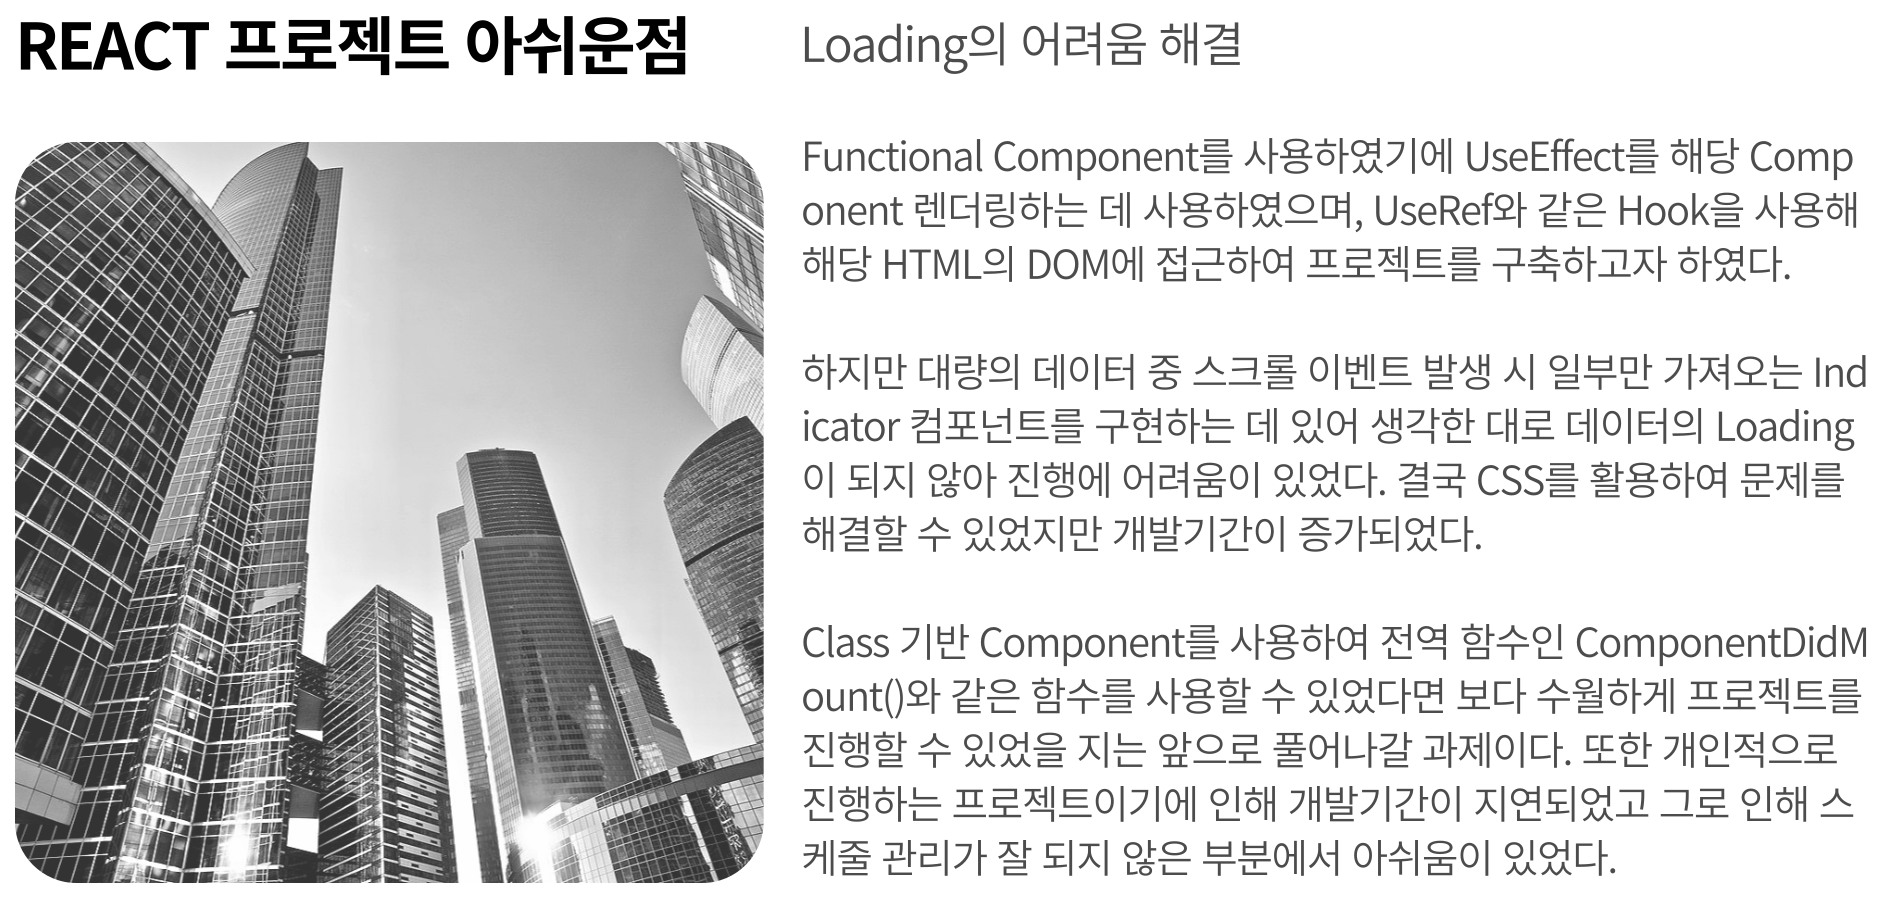 REACT 프로젝트 아쉬운점
Loading의 어려움 해결
Functional Component를 사용하였기에 UseEffect를 해당 Comp
onent 렌더링하는 데 사용하였으며, UseRef와 같은 Hook을 사용해
해당 HTML의 DOM에 접근하여 프로젝트를 구축하고자 하였다.
하지만 대량의 데이터 중 스크롤 이벤트 발생 시 일부만 가져오는 Ind
icator 컴포넌트를 구현하는 데 있어 생각한 대로 데이터의 Loading
이 되지 않아 진행에 어려움이 있었다. 결국 CSS를 활용하여 문제를
해결할 수 있었지만 개발기간이 증가되었다.
Class 기반 Component를 사용하여 전역 함수인 ComponentDidM
ount()와 같은 함수를 사용할 수 있었다면 보다 수월하게 프로젝트를
진행할 수 있었을 지는 앞으로 풀어나갈 과제이다. 또한 개인적으로
진행하는 프로젝트이기에 인해 개발기간이 지연되었고 그로 인해 스
케줄 관리가 잘 되지 않은 부분에서 아쉬움이 있었다.